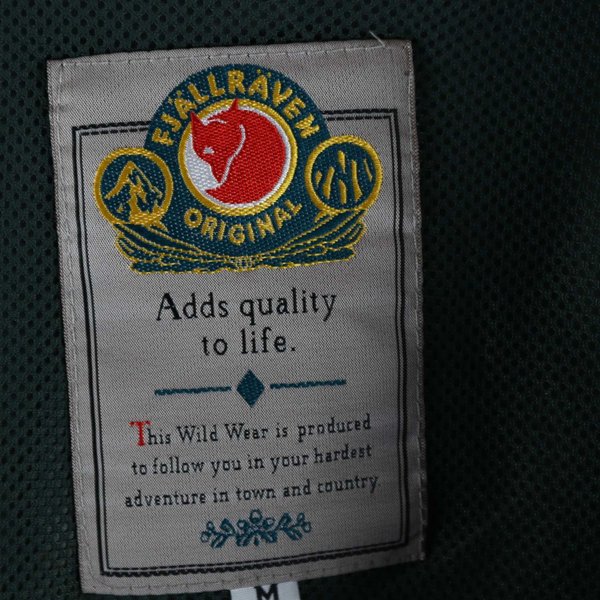 FJÄLLRÄVEN
ORIGINAL
Adds quality
to life.
This Wild Wear is produced
to follow you in your hardest
adventure in town and country.
M